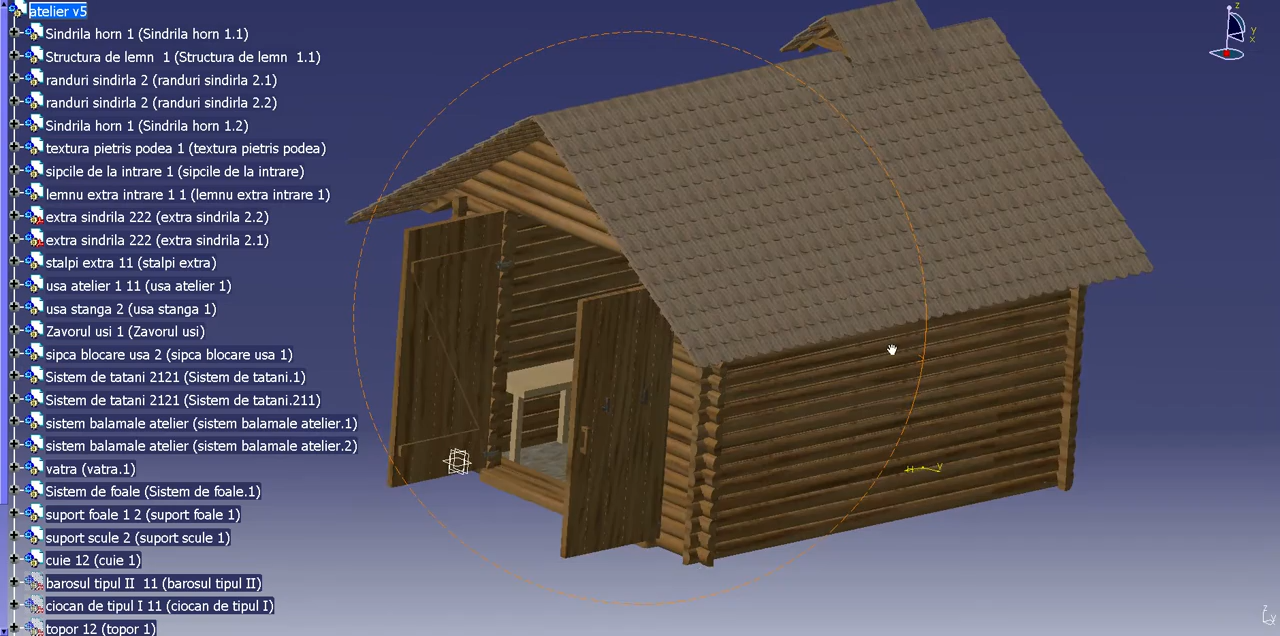 atelier v5
Sindrila horn 1 (Sindrila horn 1.1)
Structura de lemn  1 (Structura de lemn  1.1)
randuri sindirla 2 (randuri sindirla 2.1)
randuri sindirla 2 (randuri sindirla 2.2)
Sindrila horn 1 (Sindrila horn 1.2)
textura pietris podea 1 (textura pietris podea)
sipcile de la intrare 1 (sipcile de la intrare)
lemnu extra intrare 1 1 (lemnu extra intrare 1)
extra sindrila 222 (extra sindrila 2.2)
extra sindrila 222 (extra sindrila 2.1)
stalpi extra 11 (stalpi extra)
usa atelier 1 11 (usa atelier 1)
usa stanga 2 (usa stanga 1)
Zavorul usi 1 (Zavorul usi)
sipca blocare usa 2 (sipca blocare usa 1)
Sistem de tatani 2121 (Sistem de tatani.1)
Sistem de tatani 2121 (Sistem de tatani.211)
sistem balamale atelier (sistem balamale atelier.1)
sistem balamale atelier (sistem balamale atelier.2)
vatra (vatra.1)
Sistem de foale (Sistem de foale.1)
suport foale 1 2 (suport foale 1)
suport scule 2 (suport scule 1)
cuie 12 (cuie 1)
barosul tipul II  11 (barosul tipul II)
ciocan de tipul I 11 (ciocan de tipul I)
topor 12 (topor 1)
z
y
x
y
z
y